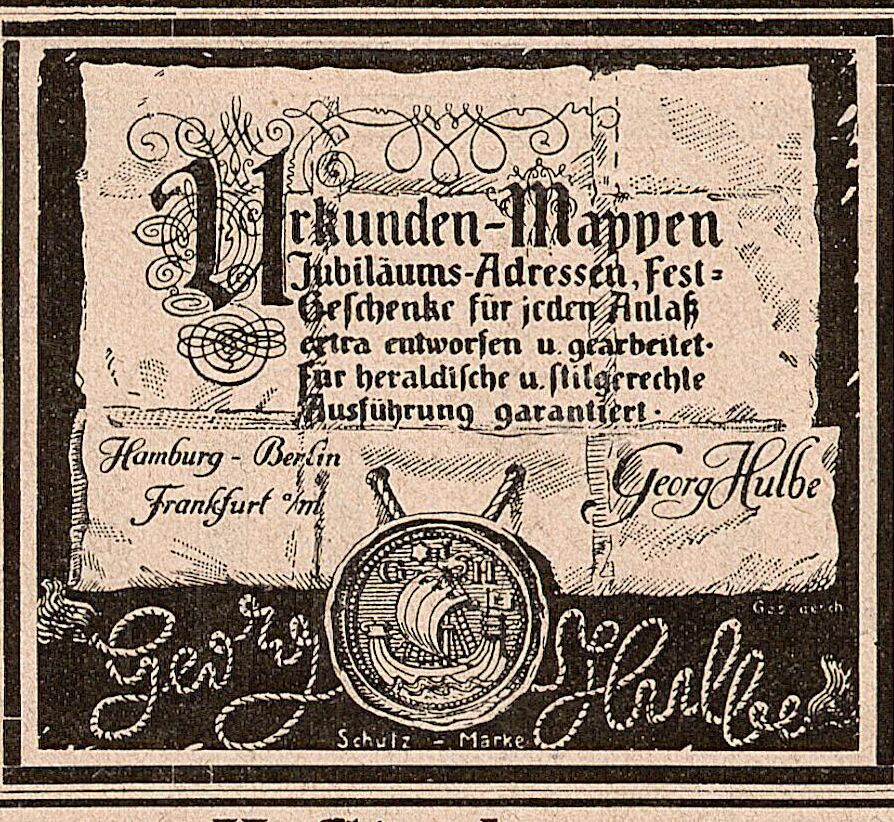 Urkunden-Mappen
Jubiläums-Adressen, Fest-
Geschenke für jeden Anlaß
extra entworfen u. gearbeitet.
Für heraldische u. stilgerechte
Ausführung garantiert.
Hamburg - Berlin
Frankfurt a/m
Georg Hulbe
G H
Ges. gesch
Georg Hulbe
Schutz - Marke